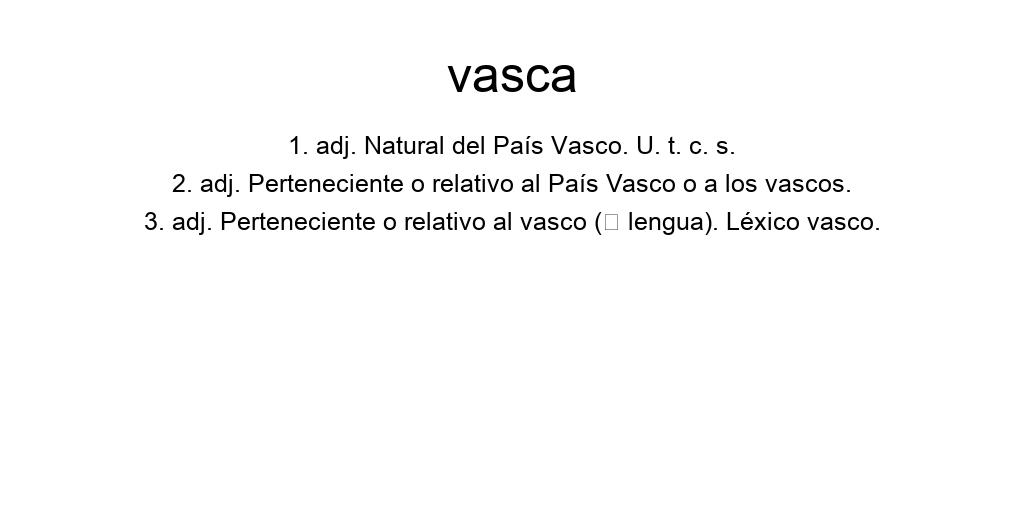 vasca
1. adj. Natural del País Vasco. U. t. c. s.
2. adj. Perteneciente o relativo al País Vasco o a los vascos.
3. adj. Perteneciente o relativo al vasco (□ lengua). Léxico vasco.